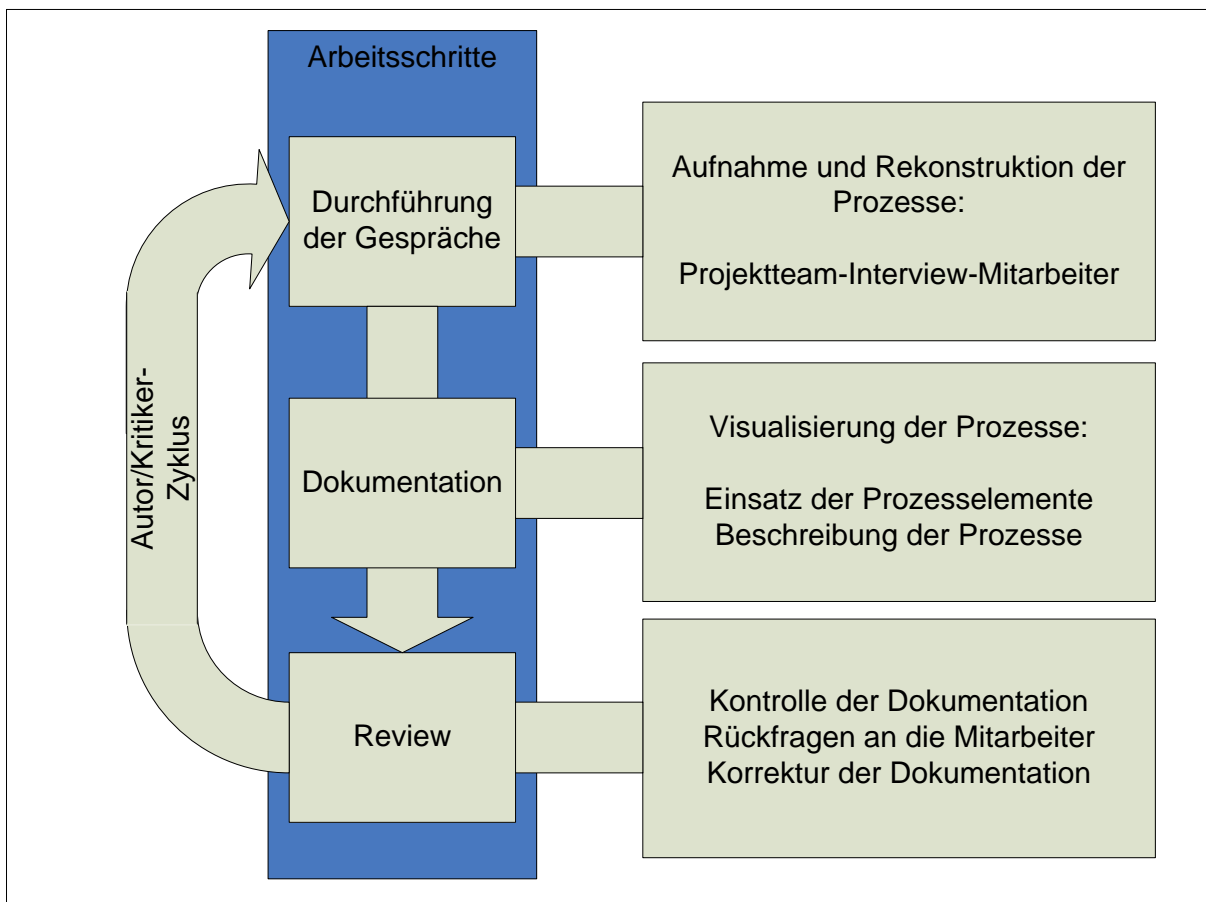 Arbeitsschritte
Durchführung
der Gespräche
Aufnahme und Rekonstruktion der
Prozesse:
Projektteam-Interview-Mitarbeiter
Autor/Kritiker-
Zyklus
Dokumentation
Visualisierung der Prozesse:
Einsatz der Prozesselemente
Beschreibung der Prozesse
Review
Kontrolle der Dokumentation
Rückfragen an die Mitarbeiter
Korrektur der Dokumentation